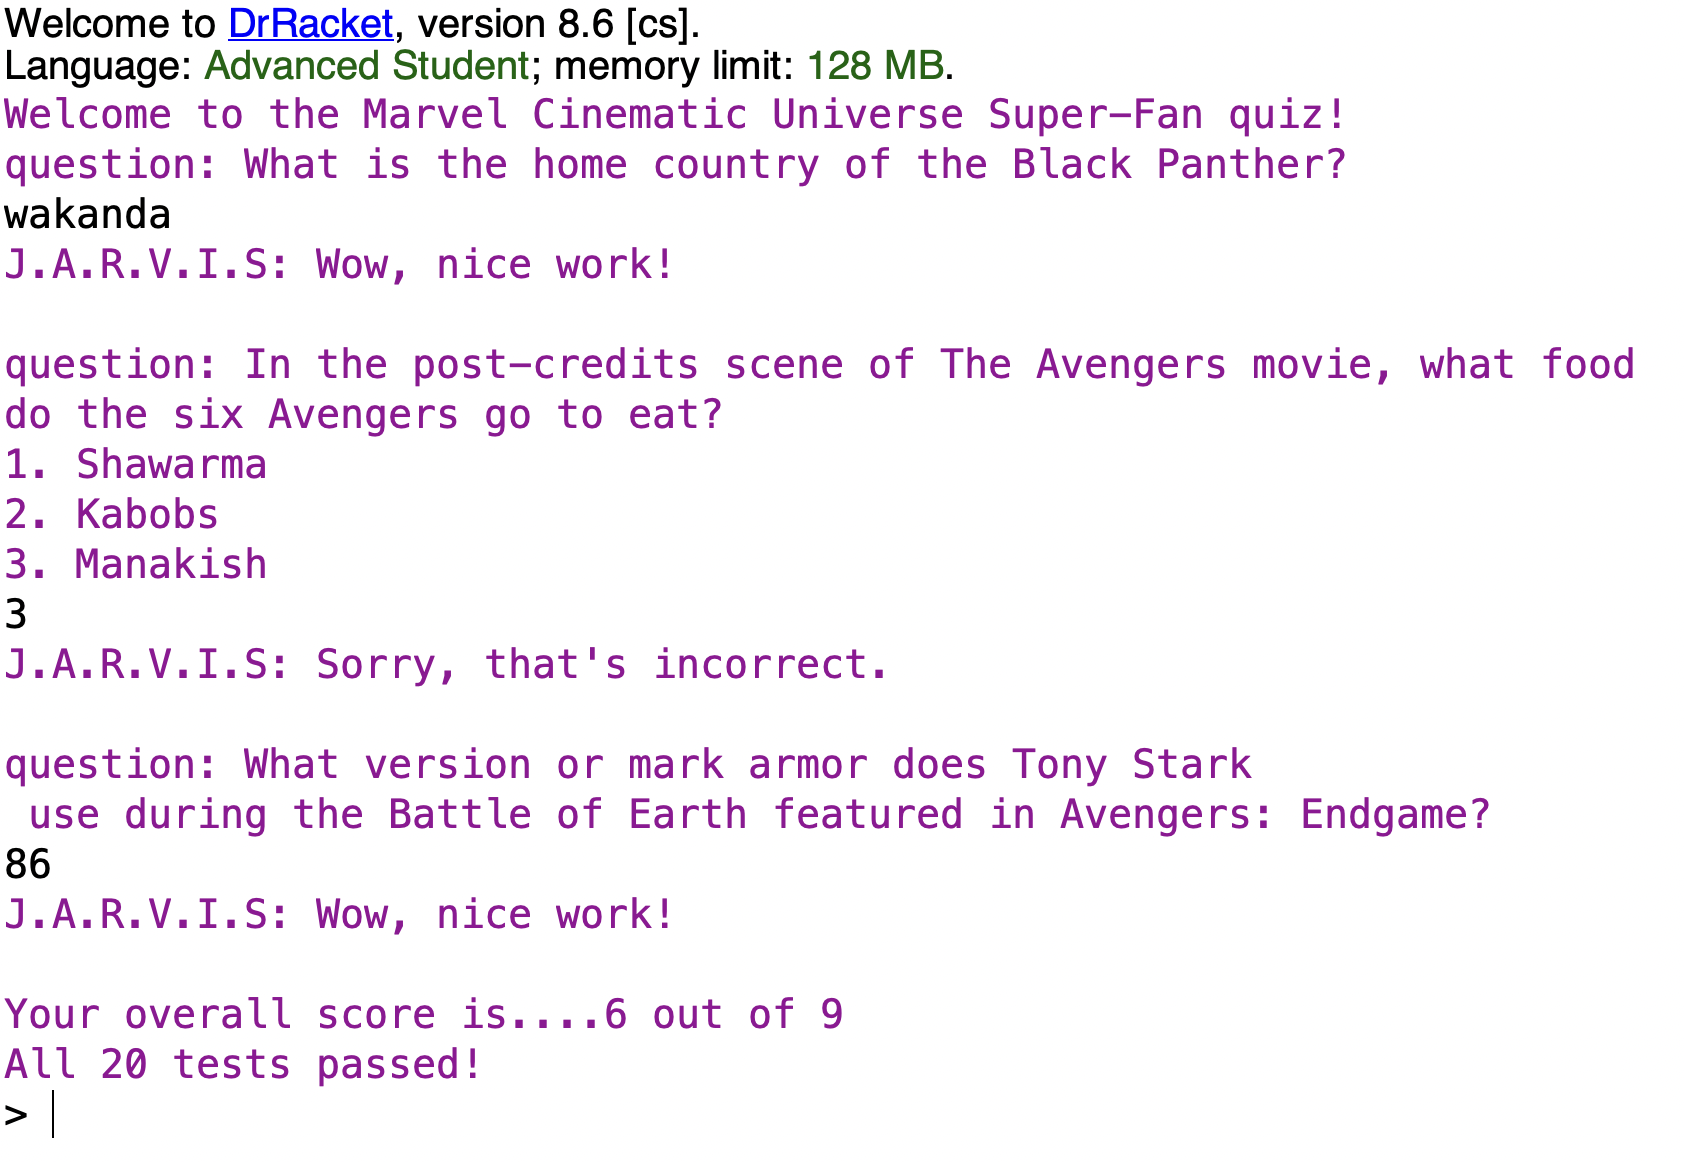 Welcome to DrRacket, version 8.6 [cs].
Language: Advanced Student; memory limit: 128 MB.
Welcome to the Marvel Cinematic Universe Super-Fan quiz!
question: What is the home country of the Black Panther?
wakanda
J.A.R.V.I.S: Wow, nice work!
question: In the post-credits scene of The Avengers movie, what food
do the six Avengers go to eat?
1. Shawarma
2. Kabobs
3. Manakish
3
J.A.R.V.I.S: Sorry, that's incorrect.
question: What version or mark armor does Tony Stark
 use during the Battle of Earth featured in Avengers: Endgame?
86
J.A.R.V.I.S: Wow, nice work!
Your overall score is....6 out of 9
All 20 tests passed!
>